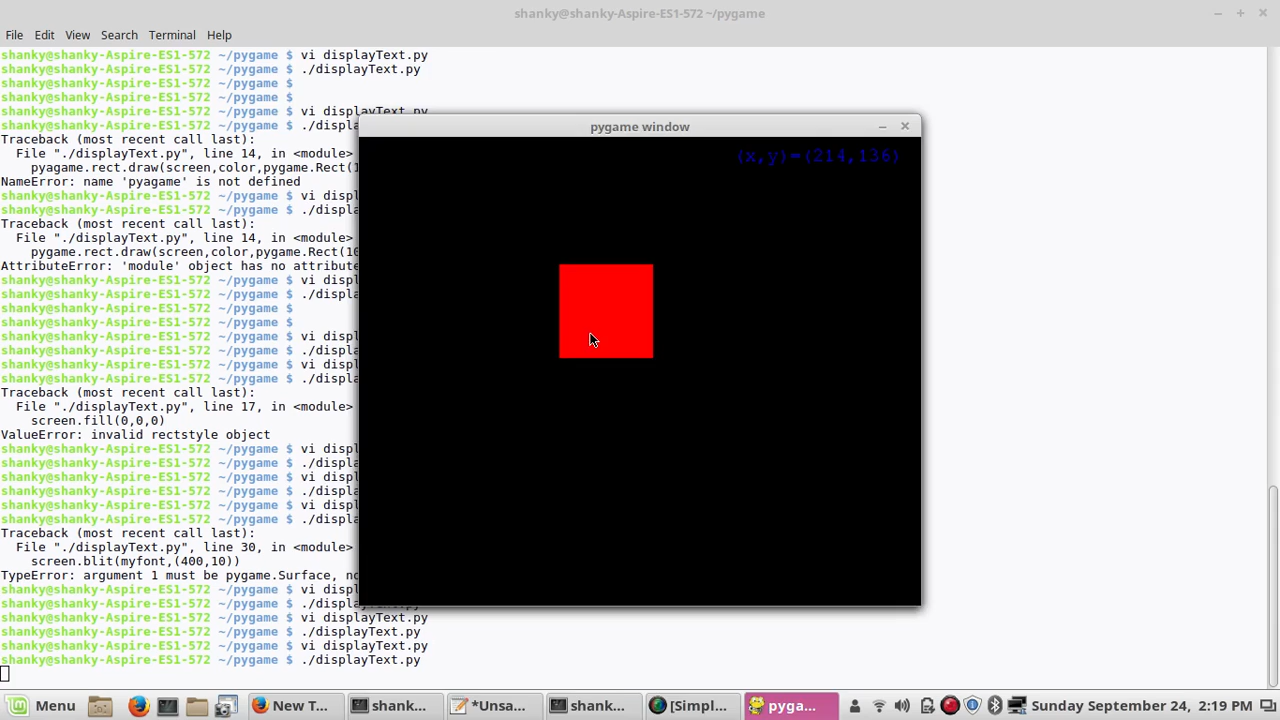 shanky@shanky-Aspire-ES1-572 ~/pygame
File Edit View Search Terminal Help
shanky@shanky-Aspire-ES1-572 ~/pygame $ vi displayText.py
shanky@shanky-Aspire-ES1-572 ~/pygame $ ./displayText.py
shanky@shanky-Aspire-ES1-572 ~/pygame $
shanky@shanky-Aspire-ES1-572 ~/pygame $
shanky@shanky-Aspire-ES1-572 ~/pygame $ vi displayText.py
shanky@shanky-Aspire-ES1-572 ~/pygame $ ./displa
Traceback (most recent call last):
File "./displayText.py", line 14, in <module>
pyagame.rect.draw(screen,color,pygame.Rect(1
NameError: name 'pyagame' is not defined
shanky@shanky-Aspire-ES1-572 ~/pygame $ vi displ
shanky@shanky-Aspire-ES1-572 ~/pygame $ ./displa
Traceback (most recent call last):
File "./displayText.py", line 14, in <module>
pygame.rect.draw(screen,color,pygame.Rect(10
AttributeError: 'module' object has no attribute
shanky@shanky-Aspire-ES1-572 ~/pygame $ vi displ
shanky@shanky-Aspire-ES1-572 ~/pygame $ ./displa
shanky@shanky-Aspire-ES1-572 ~/pygame $
shanky@shanky-Aspire-ES1-572 ~/pygame $
shanky@shanky-Aspire-ES1-572 ~/pygame $ vi displ
shanky@shanky-Aspire-ES1-572 ~/pygame $ ./displa
shanky@shanky-Aspire-ES1-572 ~/pygame $ vi displ
shanky@shanky-Aspire-ES1-572 ~/pygame $ ./displa
Traceback (most recent call last):
File "./displayText.py", line 17, in <module>
screen.fill(0,0,0)
ValueError: invalid rectstyle object
shanky@shanky-Aspire-ES1-572 ~/pygame $ vi displ
shanky@shanky-Aspire-ES1-572 ~/pygame $ ./displa
shanky@shanky-Aspire-ES1-572 ~/pygame $ vi displ
shanky@shanky-Aspire-ES1-572 ~/pygame $ ./displa
shanky@shanky-Aspire-ES1-572 ~/pygame $ vi displ
shanky@shanky-Aspire-ES1-572 ~/pygame $ ./displa
Traceback (most recent call last):
File "./displayText.py", line 30, in <module>
screen.blit(myfont,(400,10))
TypeError: argument 1 must be pygame.Surface, no
shanky@shanky-Aspire-ES1-572 ~/pygame $ vi displ
shanky@shanky-Aspire-ES1-572 ~/pygame $ ./displayText.py
shanky@shanky-Aspire-ES1-572 ~/pygame $ vi displayText.py
shanky@shanky-Aspire-ES1-572 ~/pygame $ ./displayText.py
shanky@shanky-Aspire-ES1-572 ~/pygame $ vi displayText.py
shanky@shanky-Aspire-ES1-572 ~/pygame $ ./displayText.py
pygame window
(x,y)=(214,136)
Menu New T... shank... *Unsa... shank... [Simpl... pyga... Sunday September 24, 2:19 PM